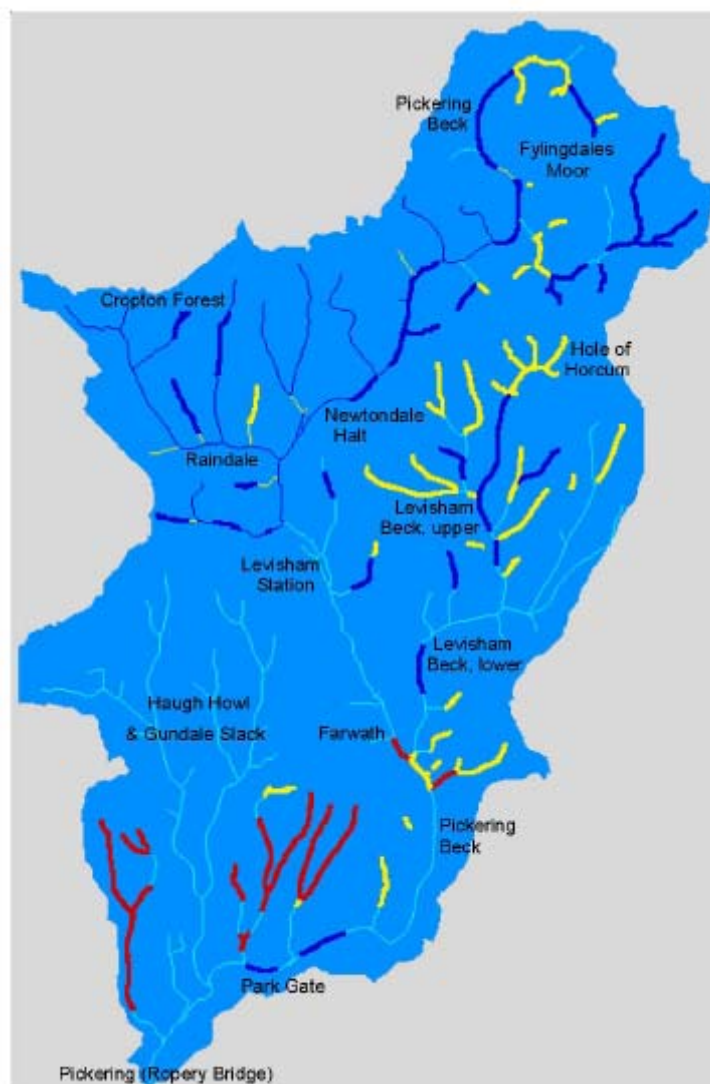 Pickering
Beck
Fylingdales
Moor
Cropton Forest
Hole of
Horcum
Newtondale
Halt
Raindale
Levisham
Beck, upper
Levisham
Station
Levisham
Beck, lower
Haugh Howl
& Gundale Slack
Farwath
Pickering
Beck
Park Gate
Pickering (Ropery Bridge)